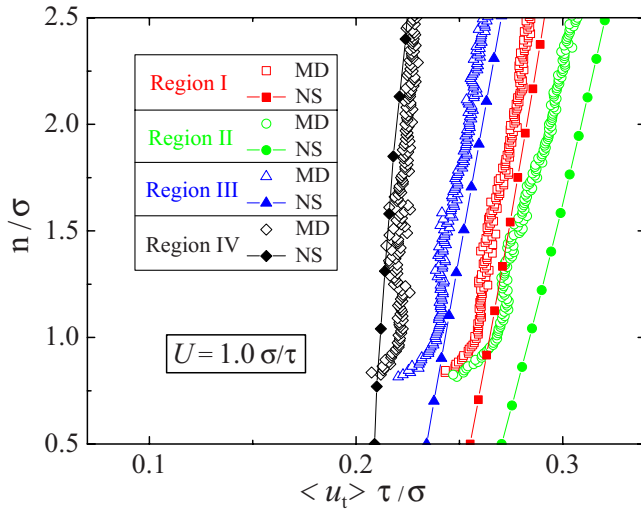 2.5
2.0
1.5
1.0
0.5
n/σ
Region I MD
NS
Region II MD
NS
Region III MD
NS
Region IV MD
NS
U = 1.0 σ/τ
0.1 0.2 0.3
< u_t > τ/σ